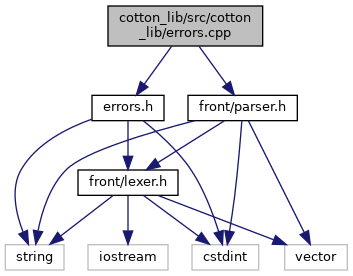 cotton_lib/src/cotton
_lib/errors.cpp
errors.h
front/parser.h
front/lexer.h
string
iostream
cstdint
vector